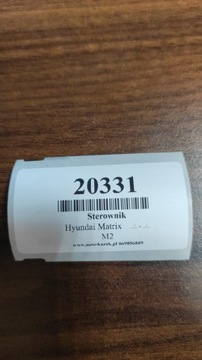 20331
Sterownik
Hyundai Matrix
M2